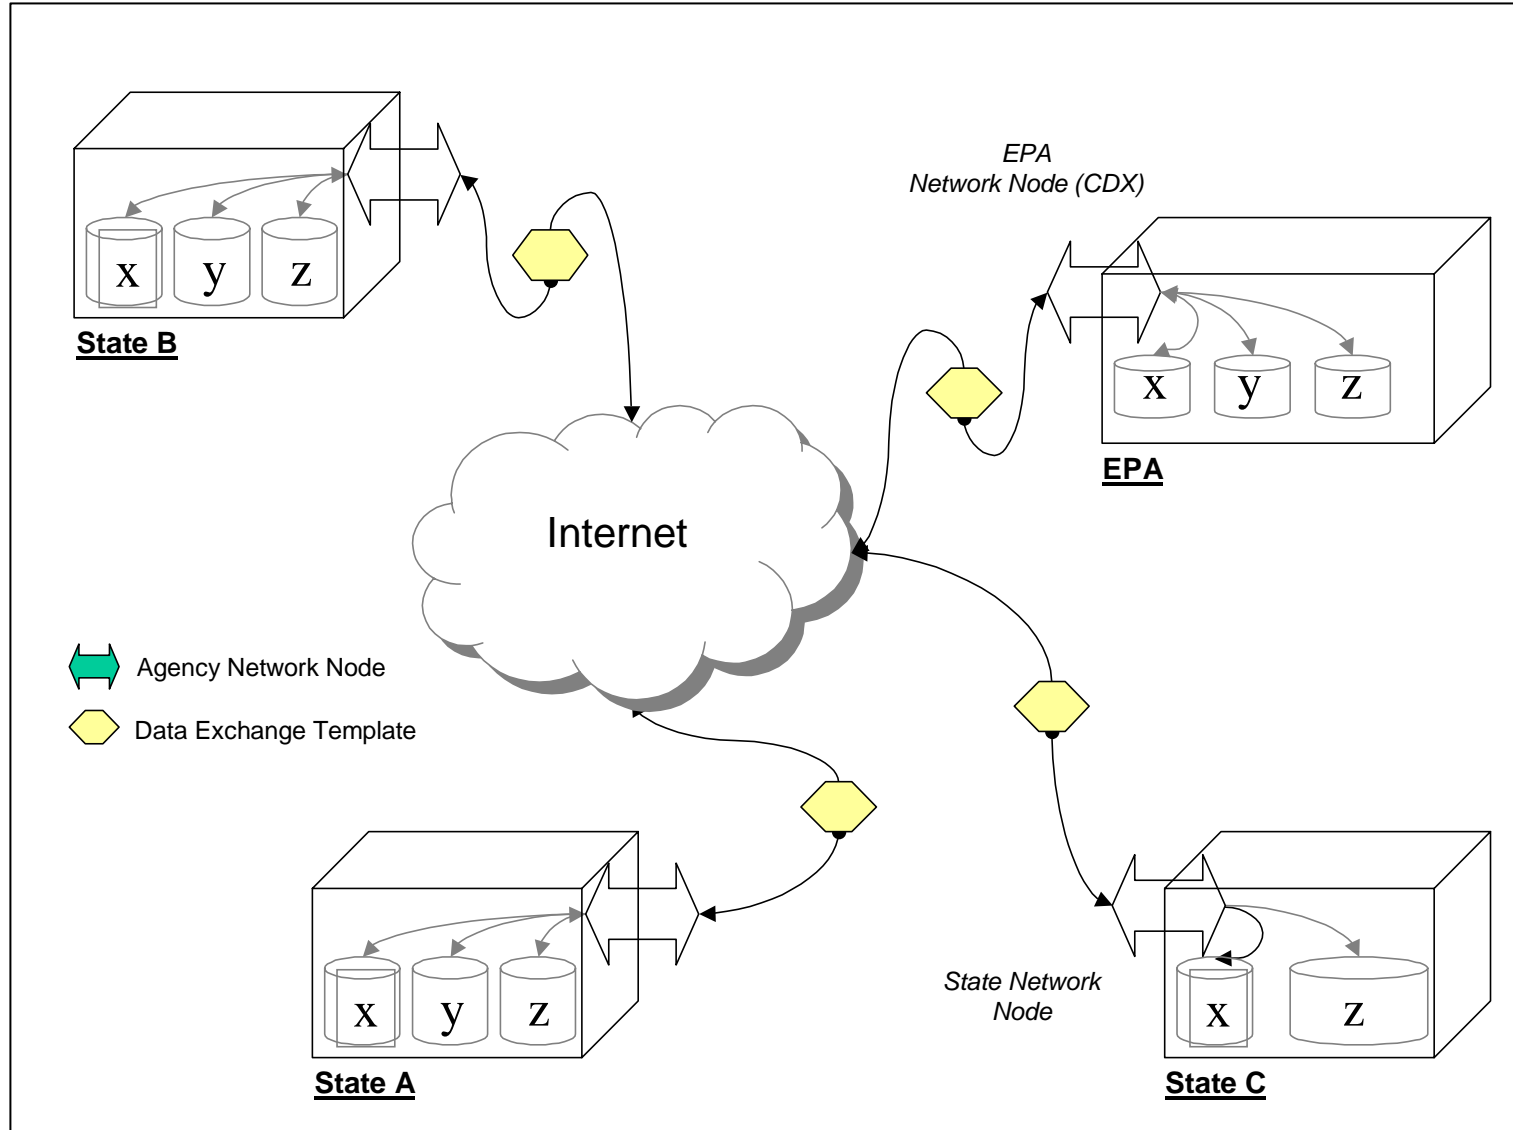 EPA
Network Node (CDX)
x
y
z
State B
x
y
z
EPA
Internet
Agency Network Node
Data Exchange Template
x
y
z
State A
State Network
Node
x
z
State C